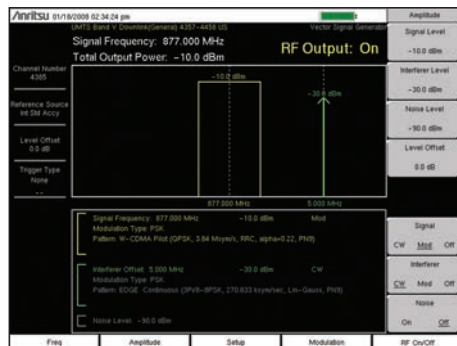 Anritsu 01/18/2006 02:34:24 pm
UMTS Band V Downlink(General) 4357-4458 US
Vector Signal Generator
Signal Frequency: 877.000 MHz
Total Output Power: -10.0 dBm
RF Output: On
Channel Number
4385
Reference Source
Int Std Accy
Level Offset
0.0 dB
Trigger Type
None
--
-10.0 dBm
-30.0 dBm
877.000 MHz
5.000 MHz
Signal Frequency: 877.000 MHz -10.0 dBm Mod
Modulation Type: PSK
Pattern: W-CDMA Pilot (QPSK, 3.84 Msym/s, RRC, alpha=0.22, PN9)
Interferer Offset: 5.000 MHz -30.0 dBm CW
Modulation Type: PSK
Pattern: EDGE Continuous (3PV8-8PSK, 270.833 ksym/sec, Lin-Gauss, PN9)
Noise Level: -90.0 dBm
Amplitude
Signal Level
-10.0 dBm
Interferer Level
-30.0 dBm
Noise Level
-90.0 dBm
Level Offset
0.0 dB
Signal
CW Mod Off
Interferer
CW Mod Off
Noise
On Off
Freq Amplitude Setup Modulation RF On/Off